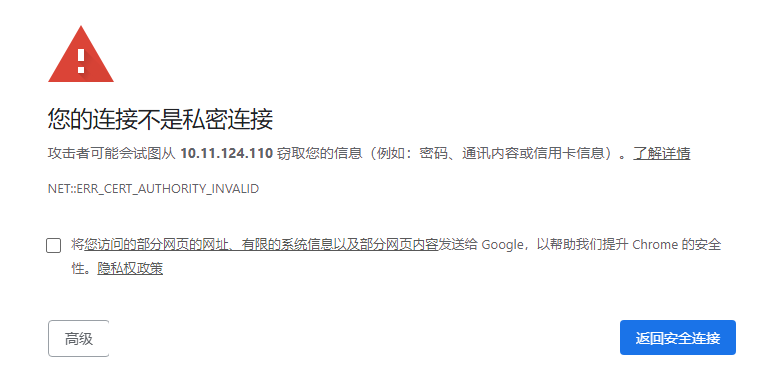 您的连接不是私密连接
攻击者可能会试图从 10.11.124.110 窃取您的信息（例如：密码、通讯内容或信用卡信息）。了解详情
NET::ERR_CERT_AUTHORITY_INVALID
将您访问的部分网页的网址、有限的系统信息以及部分网页内容发送给 Google，以帮助我们提升 Chrome 的安全
性。隐私权政策
高级
返回安全连接